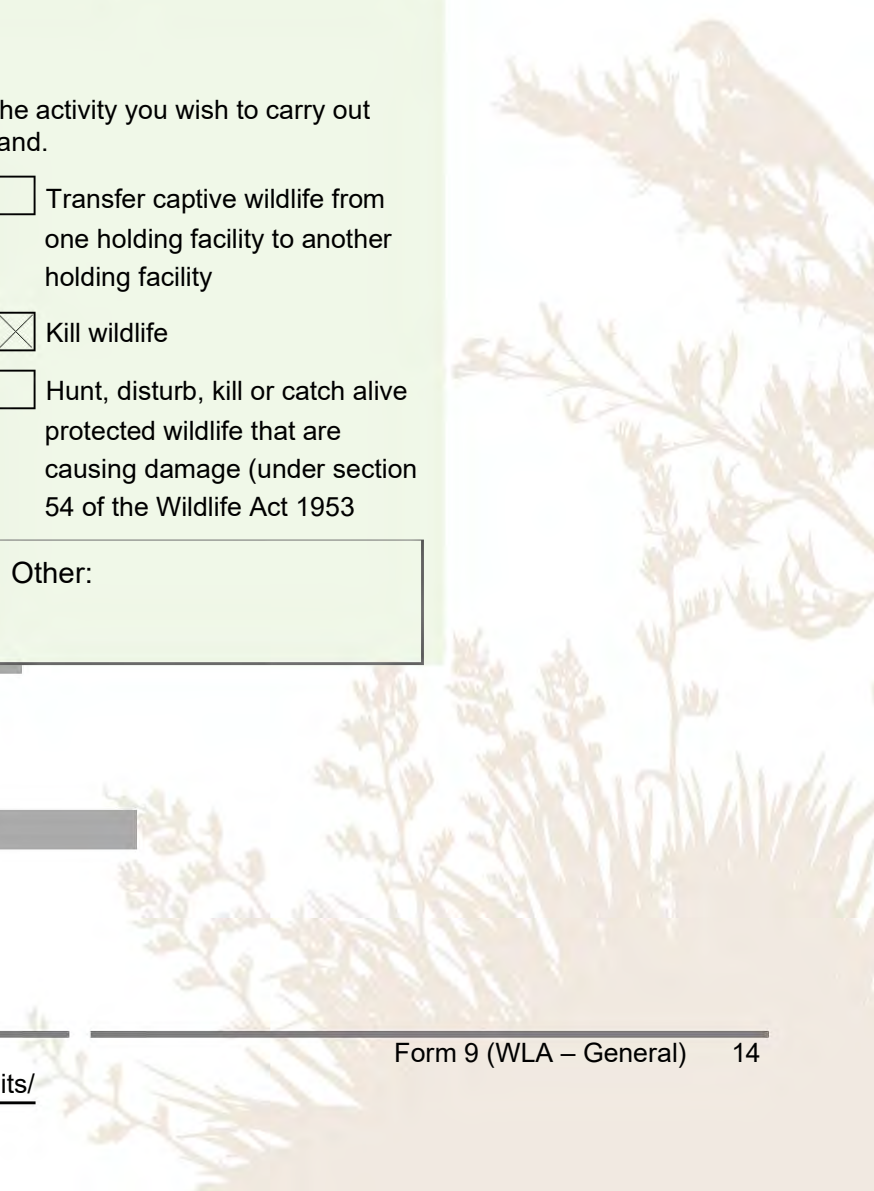 he activity you wish to carry out
and.
Transfer captive wildlife from
one holding facility to another
holding facility
Kill wildlife
Hunt, disturb, kill or catch alive
protected wildlife that are
causing damage (under section
54 of the Wildlife Act 1953
Other:
Form 9 (WLA – General) 14
its/